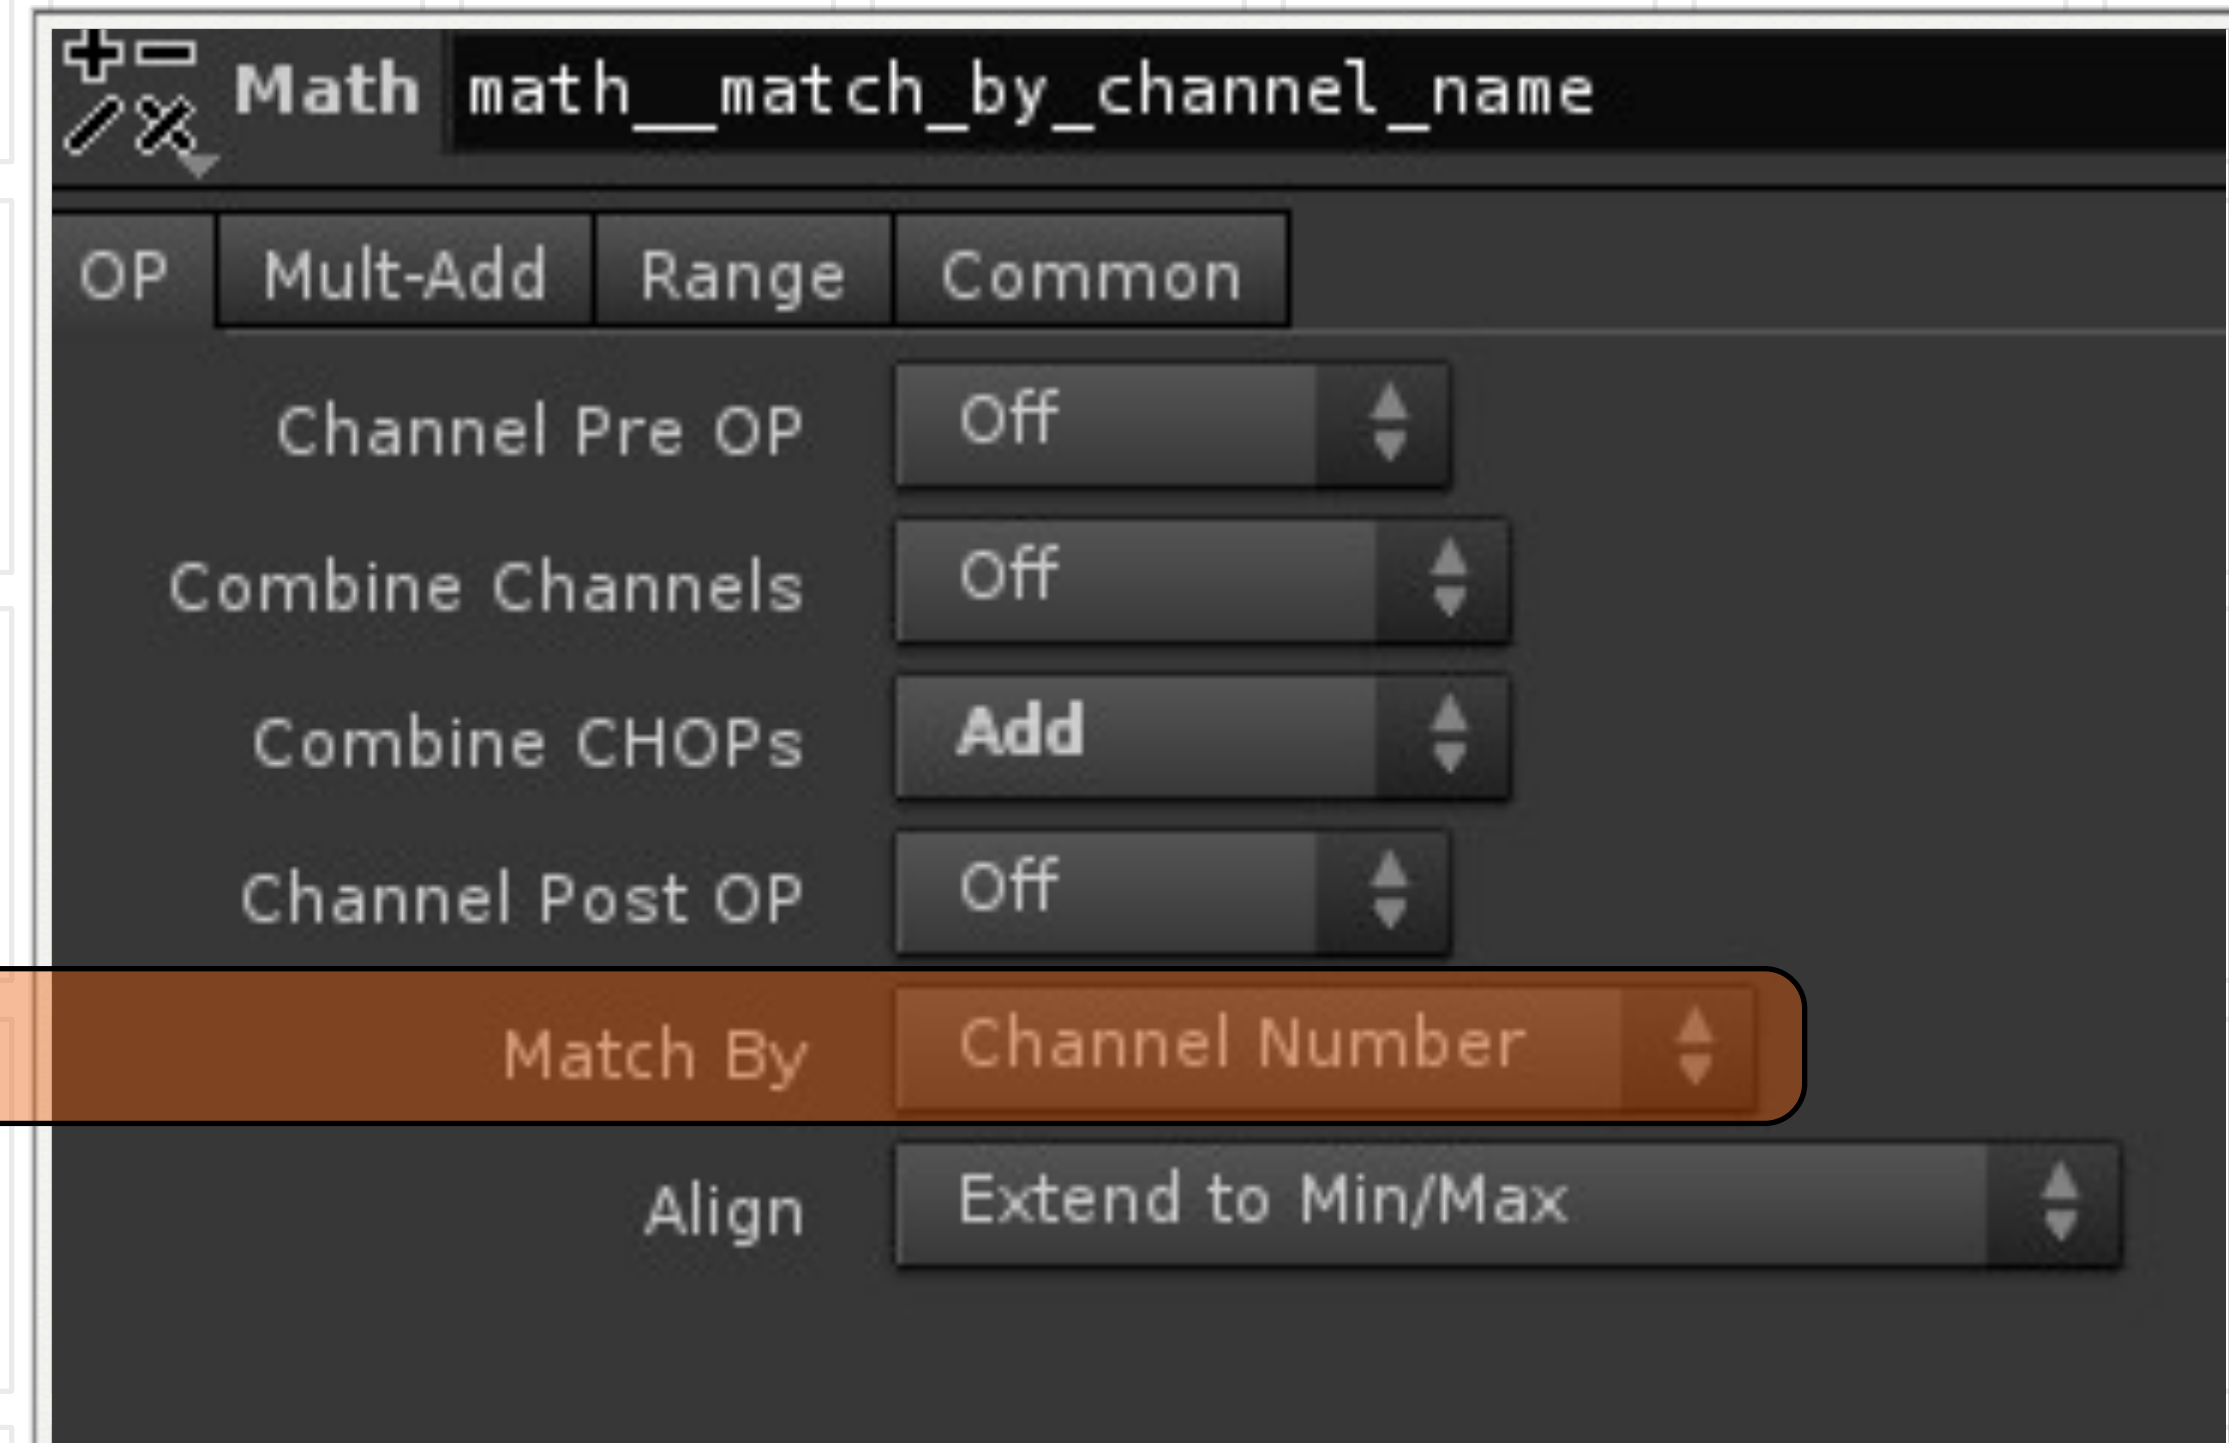 Math math__match_by_channel_name
OP Mult-Add Range Common
Channel Pre OP Off
Combine Channels Off
Combine CHOPs Add
Channel Post OP Off
Match By Channel Number
Align Extend to Min/Max